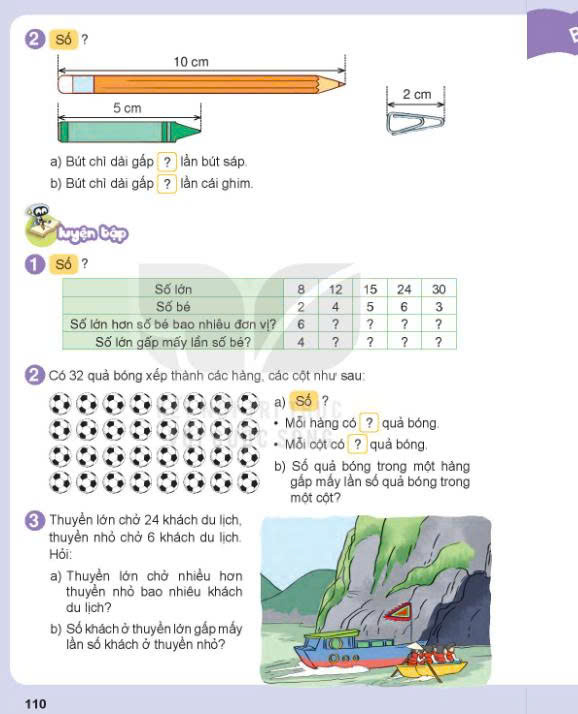 2 Số ?
10 cm
2 cm
5 cm
a) Bút chì dài gấp ? lần bút sáp.
b) Bút chì dài gấp ? lần cái ghim.
Luyện tập
1 Số ?
Số lớn 8 12 15 24 30
Số bé 2 4 5 6 3
Số lớn hơn số bé bao nhiêu đơn vị? 6 ? ? ? ?
Số lớn gấp mấy lần số bé? 4 ? ? ? ?
2 Có 32 quả bóng xếp thành các hàng, các cột như sau:
a) Số ?
• Mỗi hàng có ? quả bóng.
• Mỗi cột có ? quả bóng.
b) Số quả bóng trong một hàng
gấp mấy lần số quả bóng trong
một cột?
3 Thuyền lớn chở 24 khách du lịch,
thuyền nhỏ chở 6 khách du lịch.
Hỏi:
a) Thuyền lớn chở nhiều hơn
thuyền nhỏ bao nhiêu khách
du lịch?
b) Số khách ở thuyền lớn gấp mấy
lần số khách ở thuyền nhỏ?
110